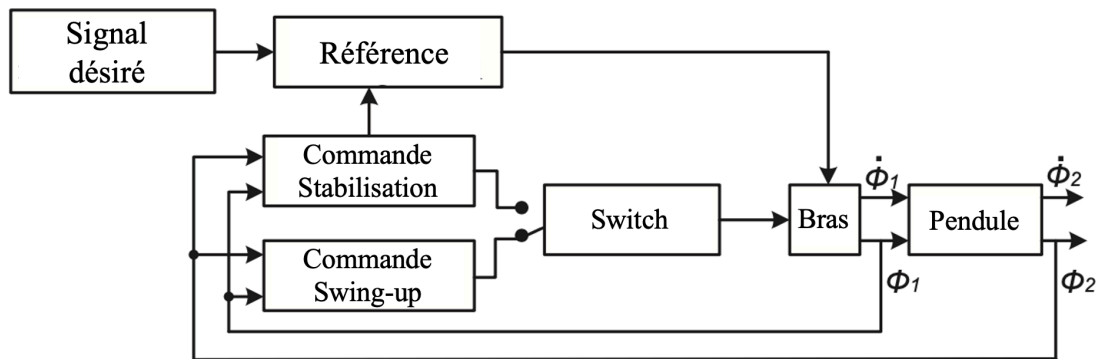 Signal
désiré
Référence
Commande
Stabilisation
Commande
Swing-up
Switch
Bras
Pendule
Φ̇1
Φ̇2
Φ1
Φ2